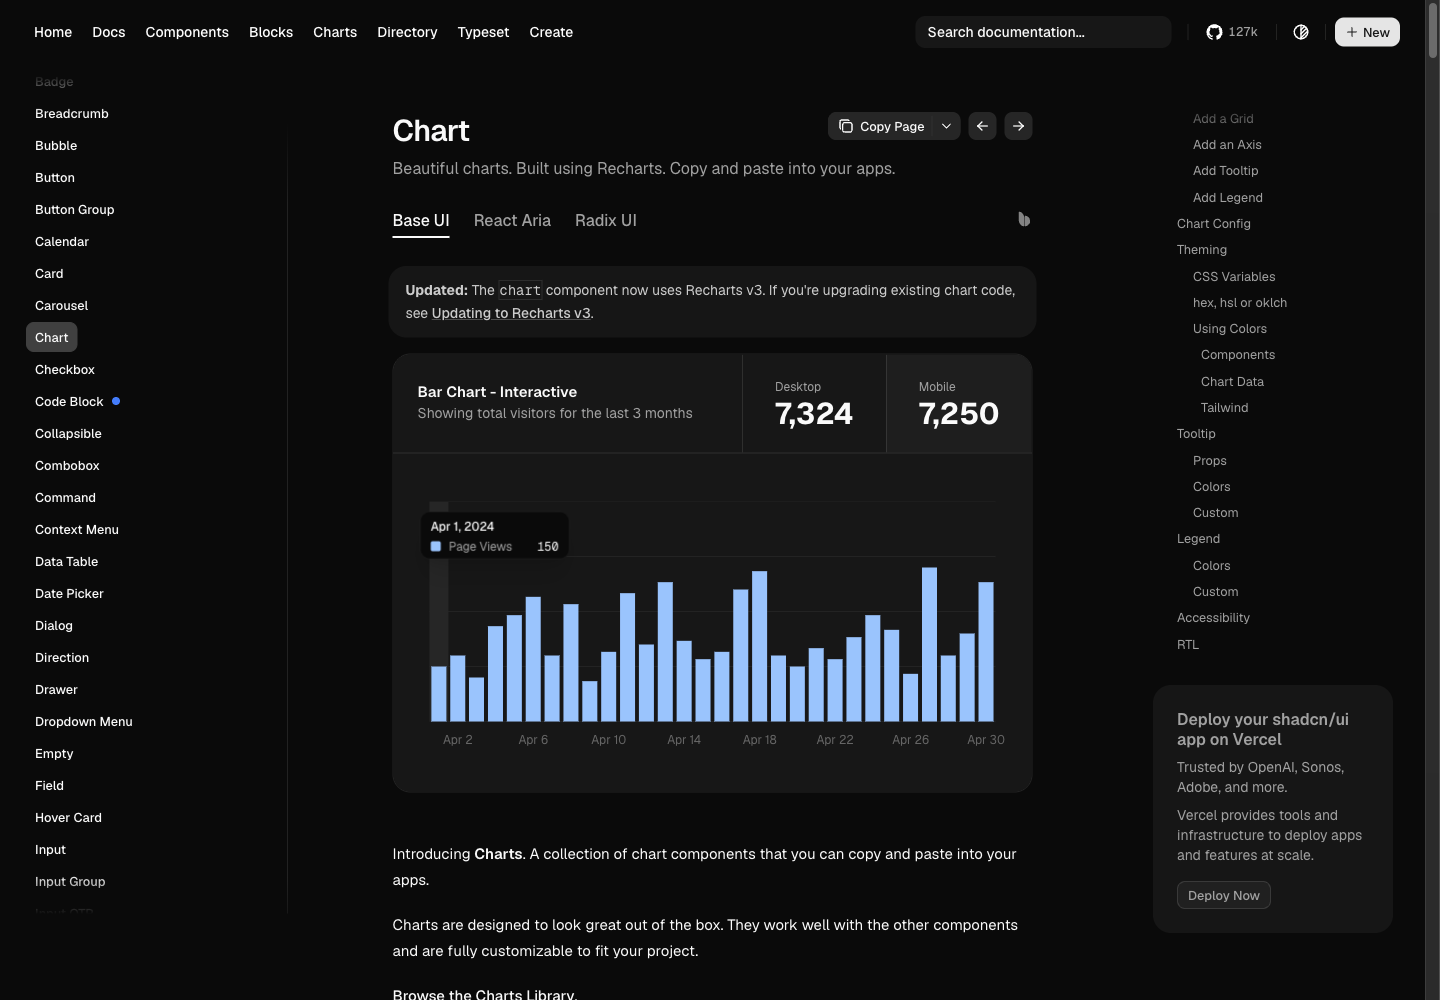 Home Docs Components Blocks Charts Directory Typeset Create
Search documentation...
127k
New
Badge
Breadcrumb
Bubble
Button
Button Group
Calendar
Card
Carousel
Chart
Checkbox
Code Block
Collapsible
Combobox
Command
Context Menu
Data Table
Date Picker
Dialog
Direction
Drawer
Dropdown Menu
Empty
Field
Hover Card
Input
Input Group
Input OTP
Chart
Copy Page
Beautiful charts. Built using Recharts. Copy and paste into your apps.
Base UI React Aria Radix UI
Updated: The chart component now uses Recharts v3. If you're upgrading existing chart code,
see Updating to Recharts v3.
Bar Chart - Interactive
Showing total visitors for the last 3 months
Desktop
7,324
Mobile
7,250
Apr 1, 2024
Page Views 150
Apr 2 Apr 6 Apr 10 Apr 14 Apr 18 Apr 22 Apr 26 Apr 30
Introducing Charts. A collection of chart components that you can copy and paste into your
apps.
Charts are designed to look great out of the box. They work well with the other components
and are fully customizable to fit your project.
Browse the Charts Library.
Add a Grid
Add an Axis
Add Tooltip
Add Legend
Chart Config
Theming
CSS Variables
hex, hsl or oklch
Using Colors
Components
Chart Data
Tailwind
Tooltip
Props
Colors
Custom
Legend
Colors
Custom
Accessibility
RTL
Deploy your shadcn/ui
app on Vercel
Trusted by OpenAI, Sonos,
Adobe, and more.
Vercel provides tools and
infrastructure to deploy apps
and features at scale.
Deploy Now